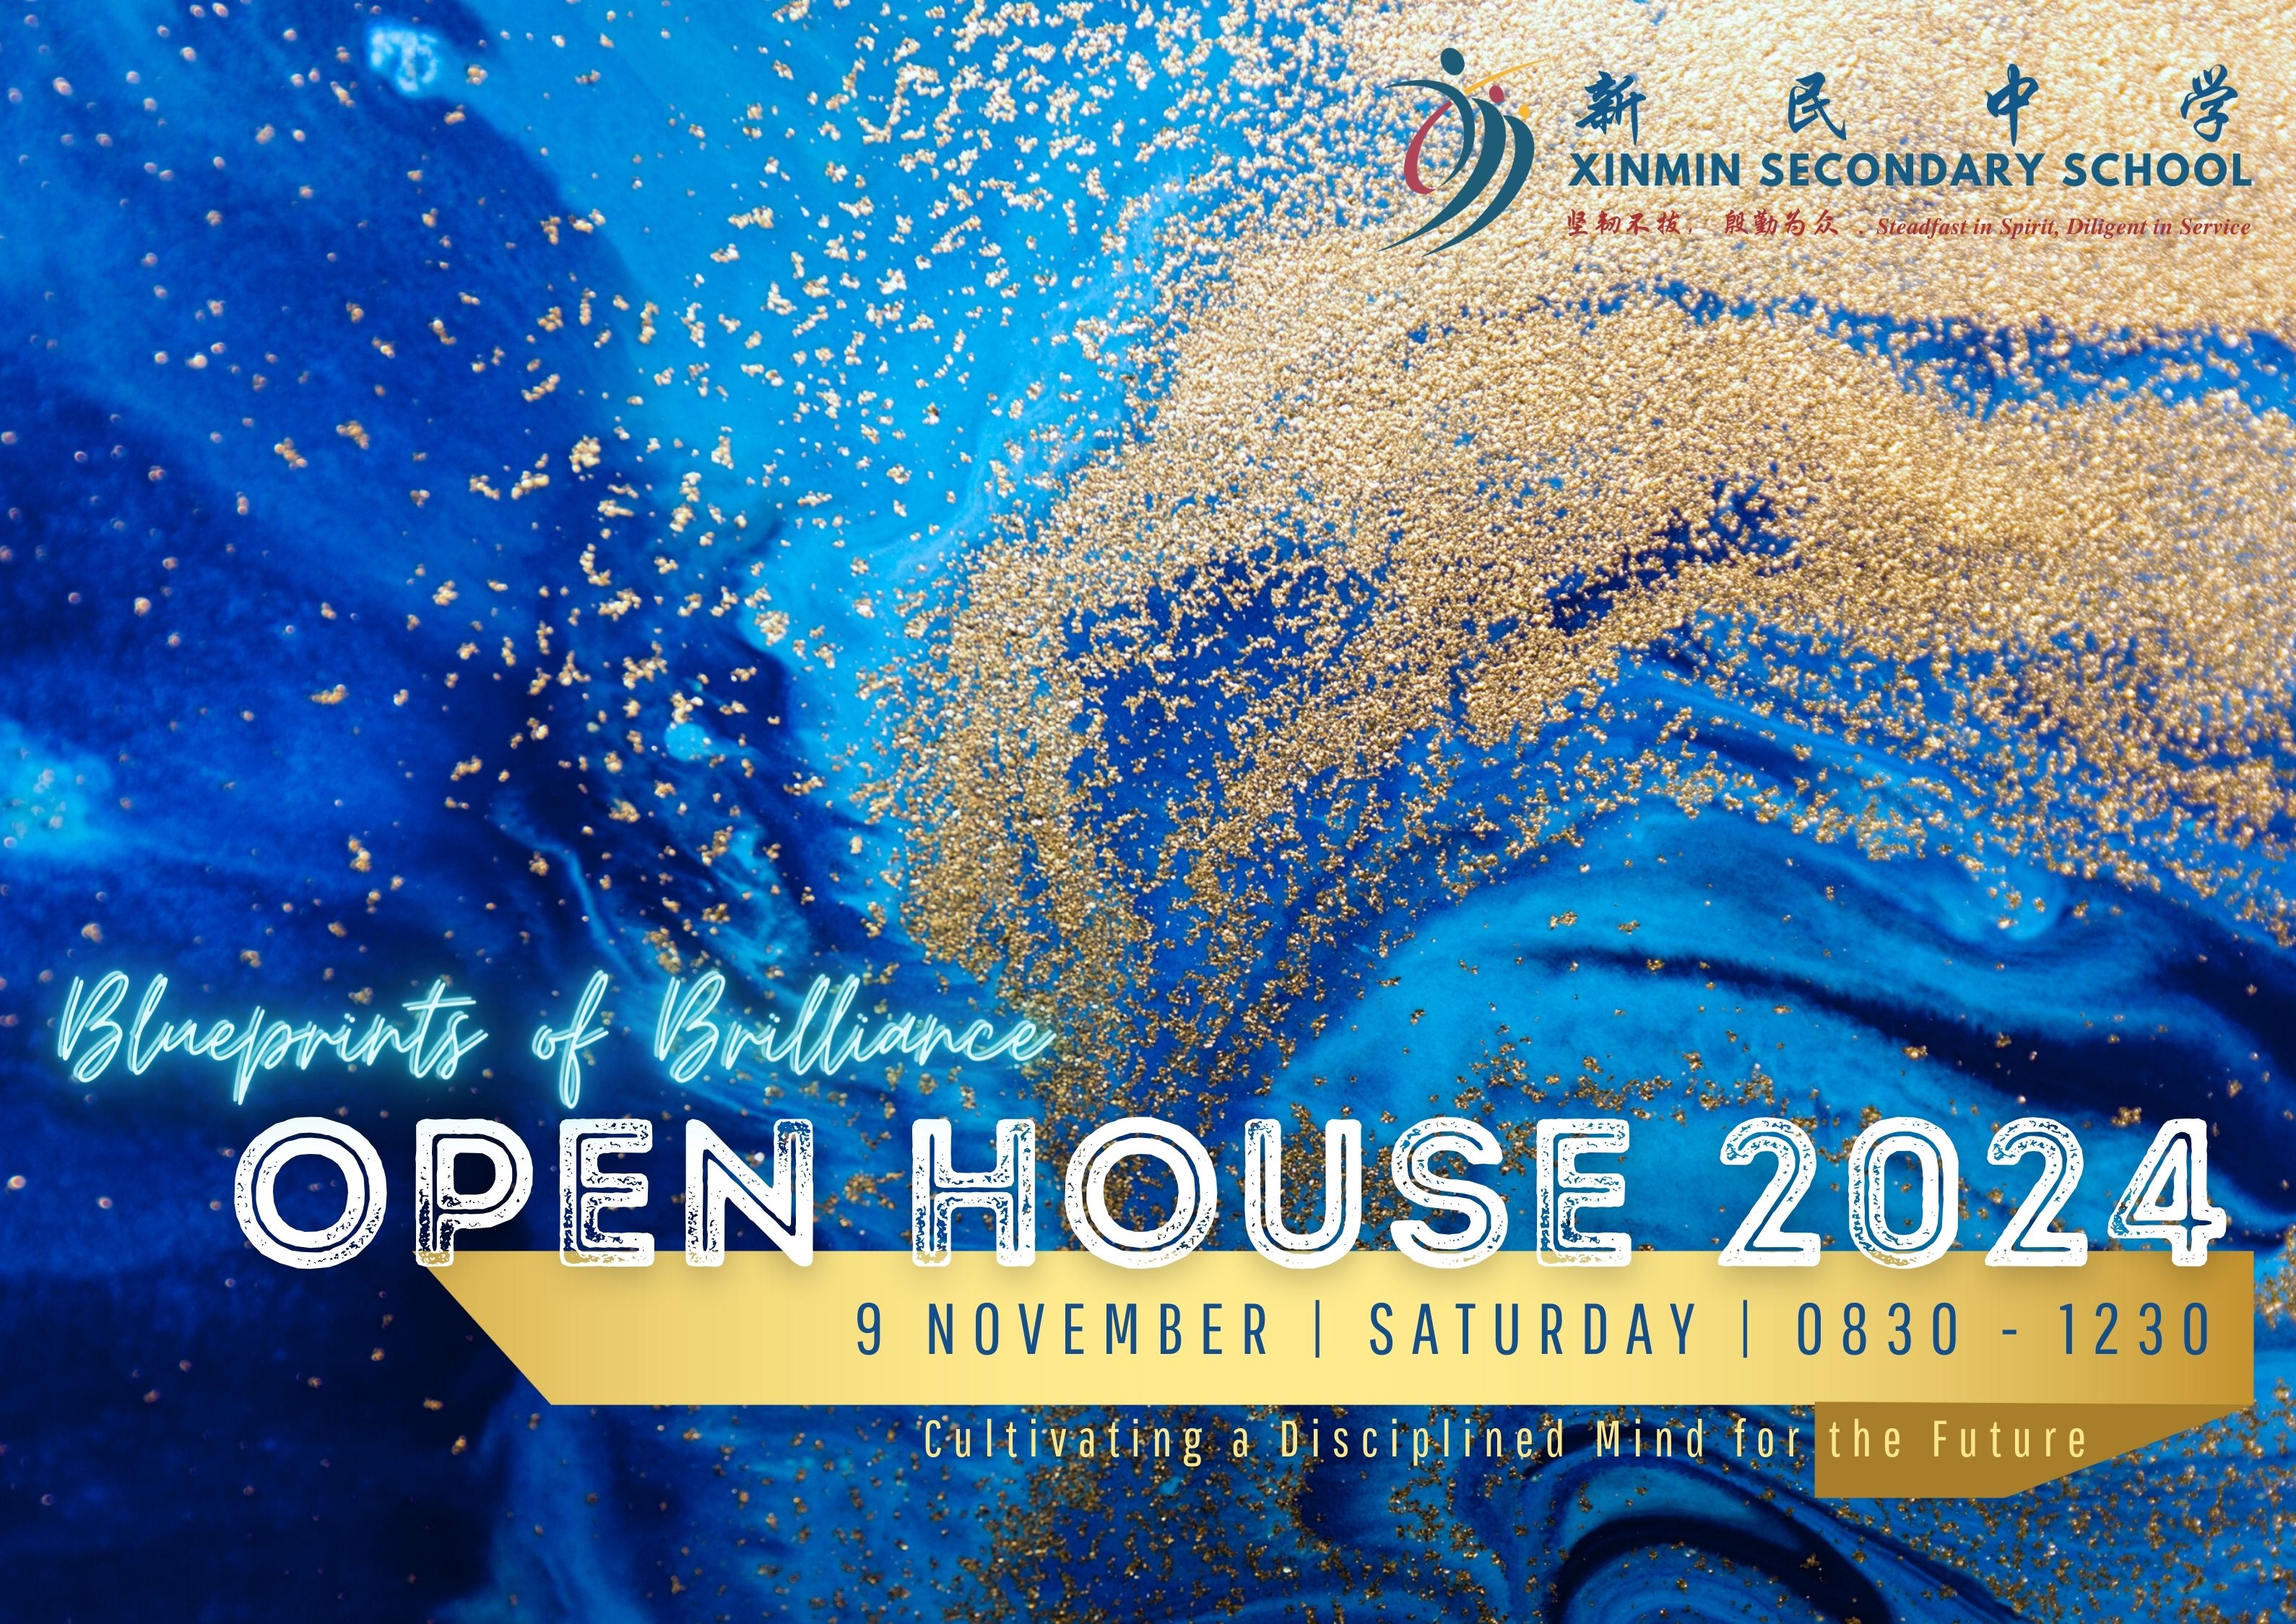 新民中学
XINMIN SECONDARY SCHOOL
坚韧不拔，殷勤为众 . Steadfast in Spirit, Diligent in Service
Blueprints of Brilliance
OPEN HOUSE 2024
9 NOVEMBER | SATURDAY | 0830 - 1230
Cultivating a Disciplined Mind for the Future